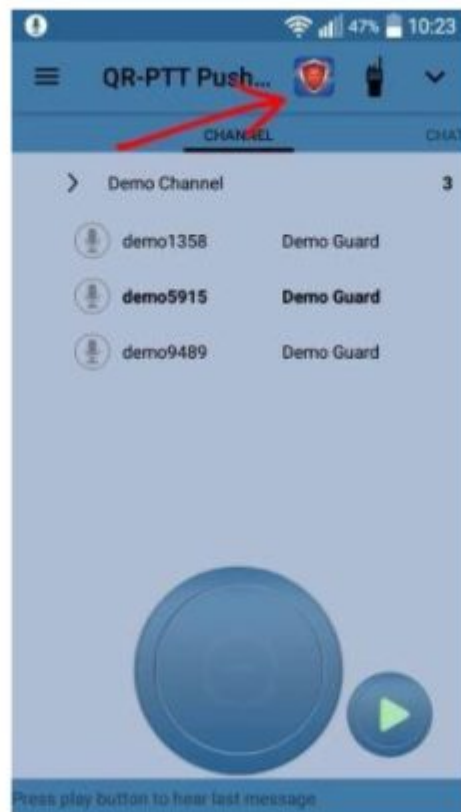 47% 10:23
QR-PTT Push...
CHANNEL CHAT
Demo Channel 3
demo1358 Demo Guard
demo5915 Demo Guard
demo9489 Demo Guard
Press play button to hear last message